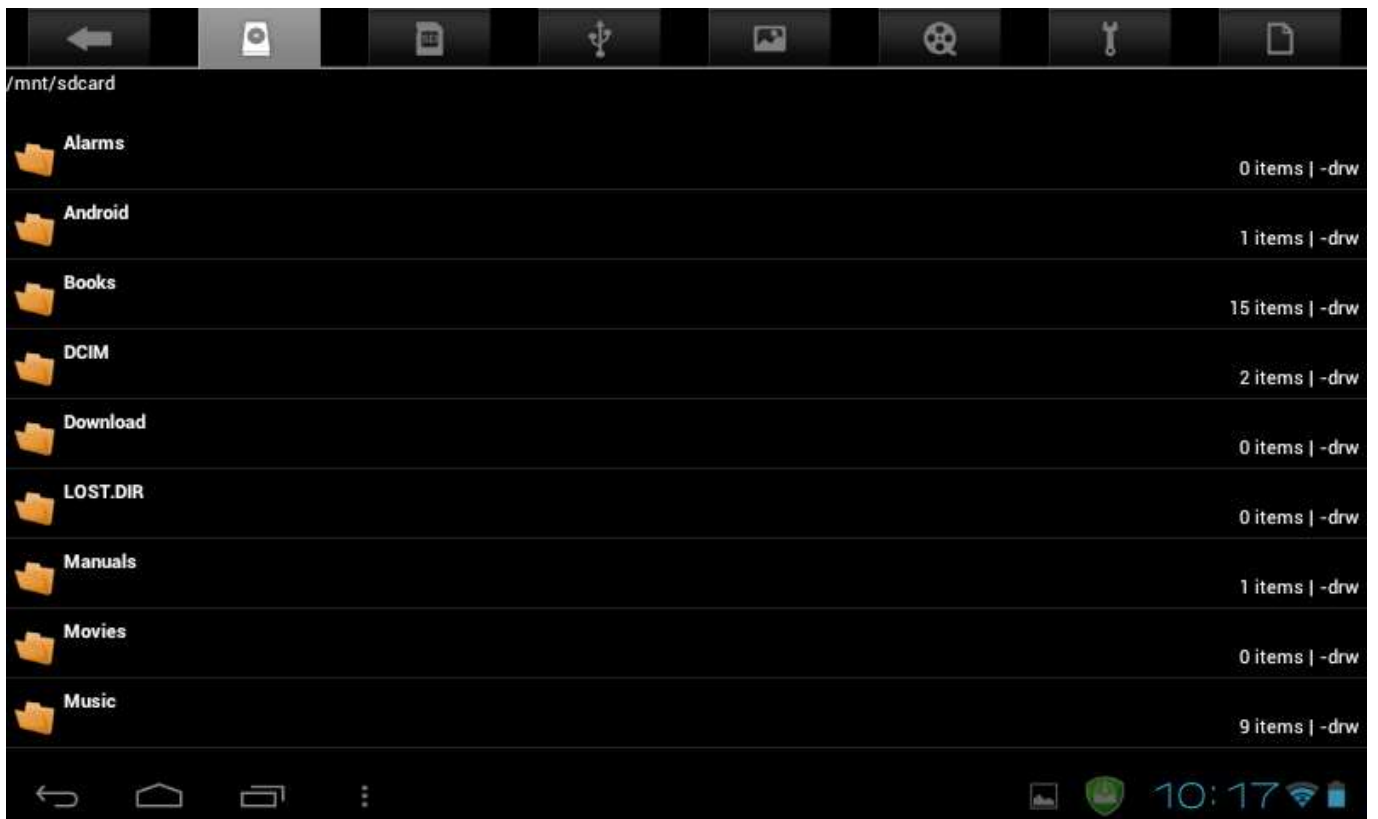 /mnt/sdcard
Alarms
0 items | -drw
Android
1 items | -drw
Books
15 items | -drw
DCIM
2 items | -drw
Download
0 items | -drw
LOST.DIR
0 items | -drw
Manuals
1 items | -drw
Movies
0 items | -drw
Music
9 items | -drw
10:17